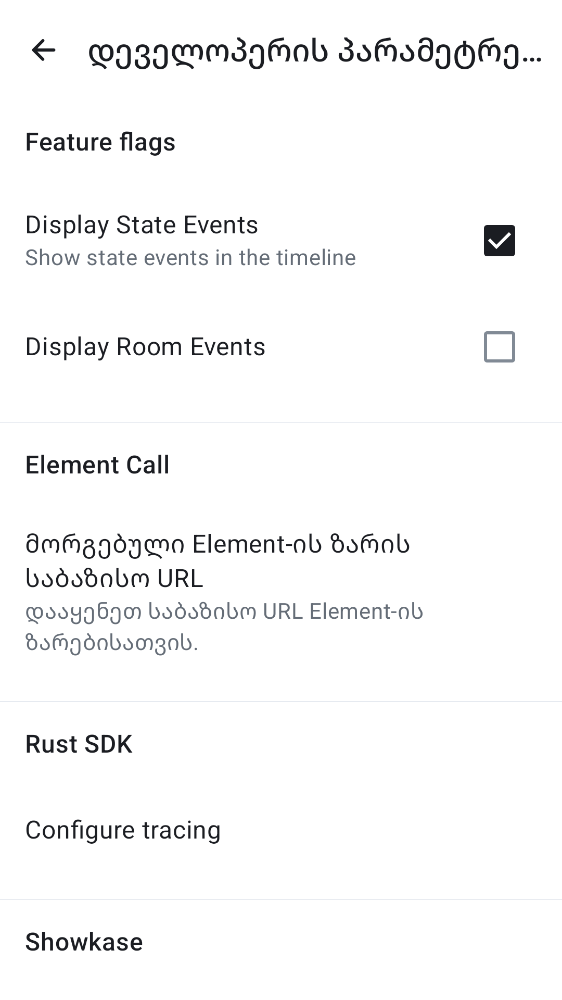 დეველოპერის პარამეტრე…
Feature flags
Display State Events
Show state events in the timeline
Display Room Events
Element Call
მორგებული Element-ის ზარის
საბაზისო URL
დააყენეთ საბაზისო URL Element-ის
ზარებისათვის.
Rust SDK
Configure tracing
Showkase